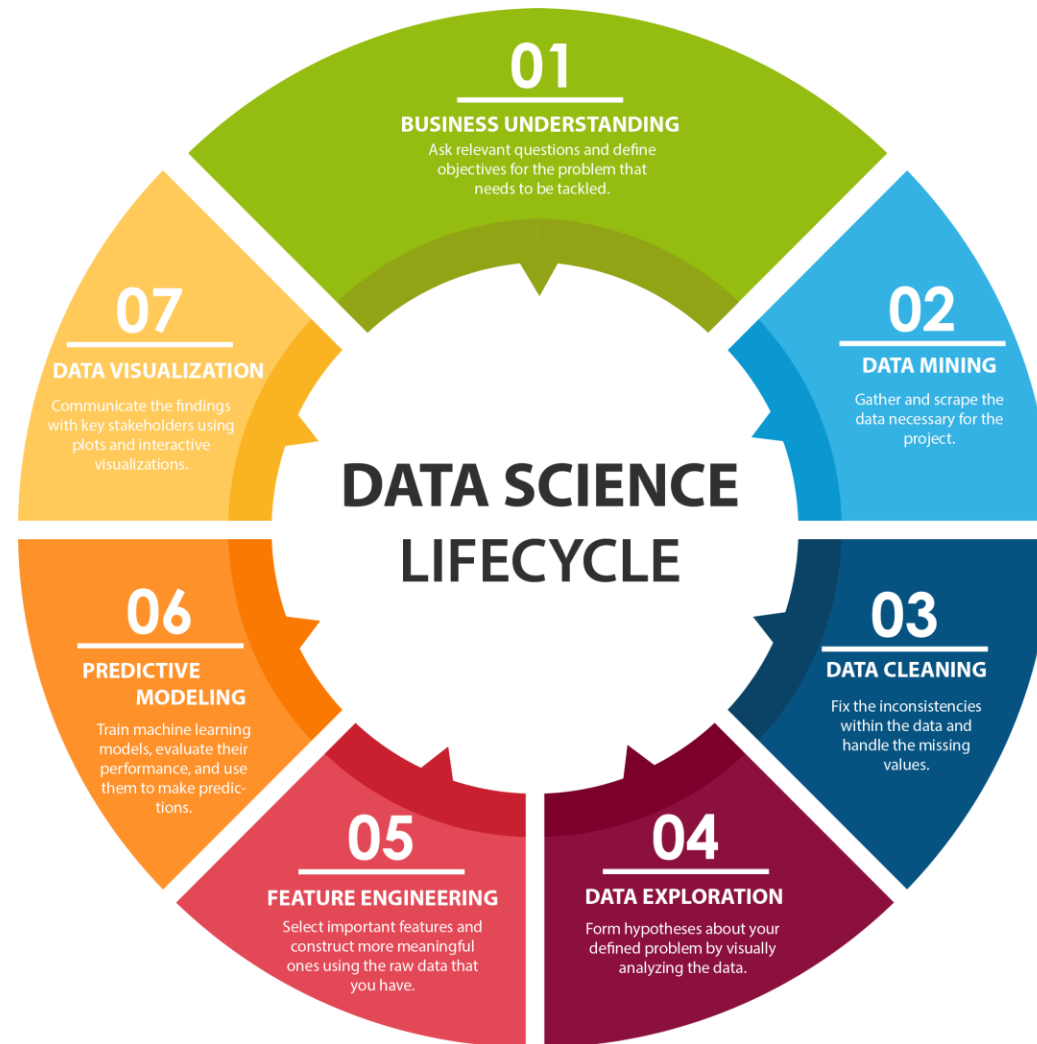 01
BUSINESS UNDERSTANDING
Ask relevant questions and define
objectives for the problem that
needs to be tackled.
02
DATA MINING
Gather and scrape the
data necessary for the
project.
03
DATA CLEANING
Fix the inconsistencies
within the data and
handle the missing
values.
04
DATA EXPLORATION
Form hypotheses about your
defined problem by visually
analyzing the data.
05
FEATURE ENGINEERING
Select important features and
construct more meaningful
ones using the raw data that
you have.
06
PREDICTIVE
MODELING
Train machine learning
models, evaluate their
performance, and use
them to make predic-
tions.
07
DATA VISUALIZATION
Communicate the findings
with key stakeholders using
plots and interactive
visualizations.
DATA SCIENCE
LIFECYCLE